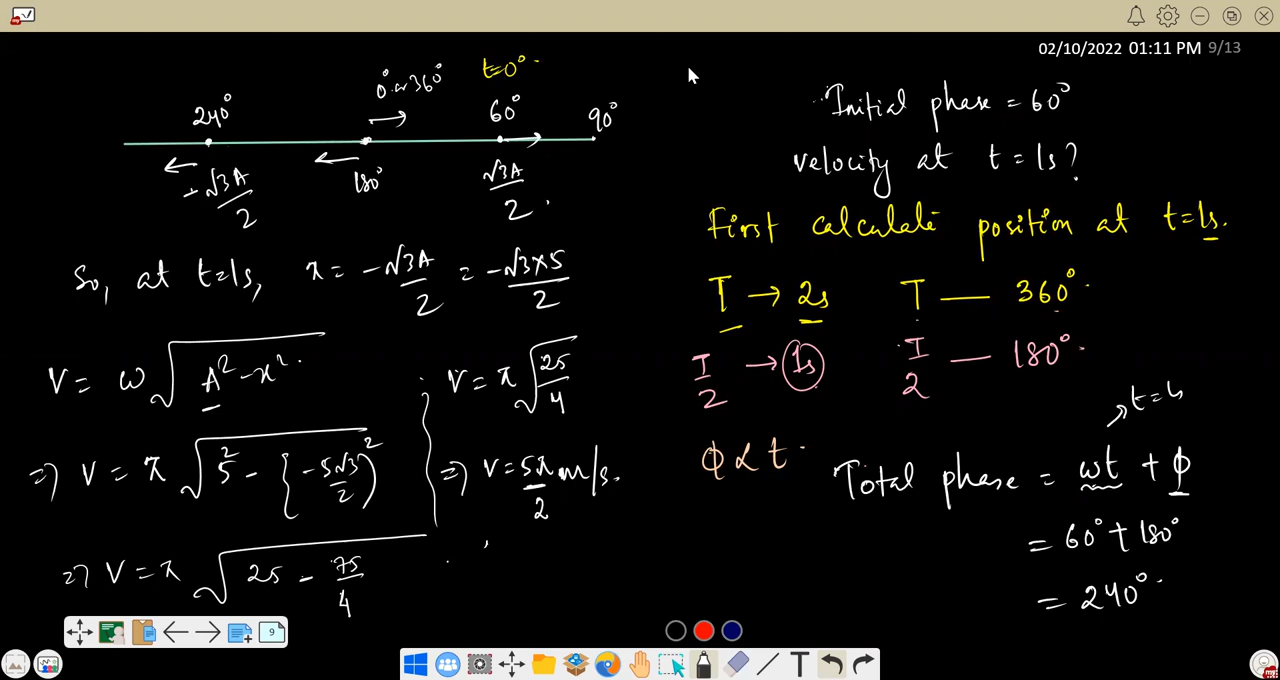 02/10/2022 01:11 PM 9/13
0° or 360° t=0°.
240° 60° 90°
-√3A/2 180° √3A/2.
So, at t=1s, x = -√3A/2 = -√3×5/2
V = ω√A²-x².
⇒ V = π√5² - {-5√3/2}²
⇒ V = π√25 - 75/4
V = π√25/4
⇒ V = 5π/2 m/s.
Initial phase = 60°
velocity at t=1s?
First calculate position at t=1s.
T → 2s T — 360°.
T/2 → 1s T/2 — 180°.
ϕ α t.
t=1s
Total phase = ωt + ϕ
= 60° + 180°
= 240°.
9
T